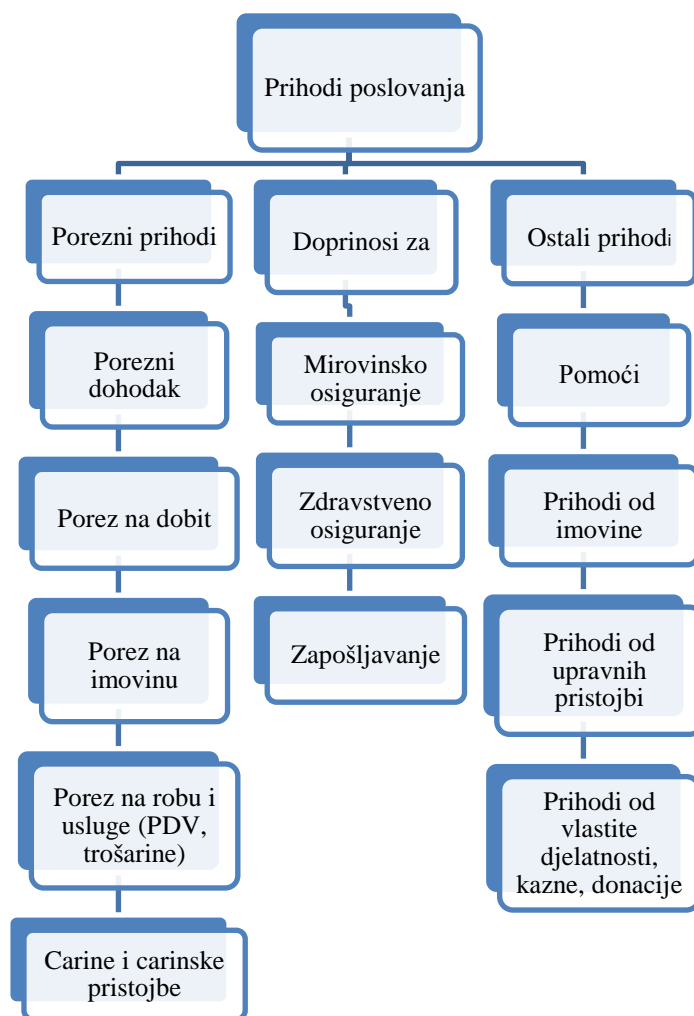 Prihodi poslovanja
Porezni prihodi
Doprinosi za
Ostali prihodi
Porezni
dohodak
Mirovinsko
osiguranje
Pomoći
Porez na dobit
Zdravstveno
osiguranje
Prihodi od
imovine
Porez na
imovinu
Zapošljavanje
Prihodi od
upravnih
pristojbi
Porez na robu i
usluge (PDV,
trošarine)
Prihodi od
vlastite
djelatnosti,
kazne, donacije
Carine i carinske
pristojbe